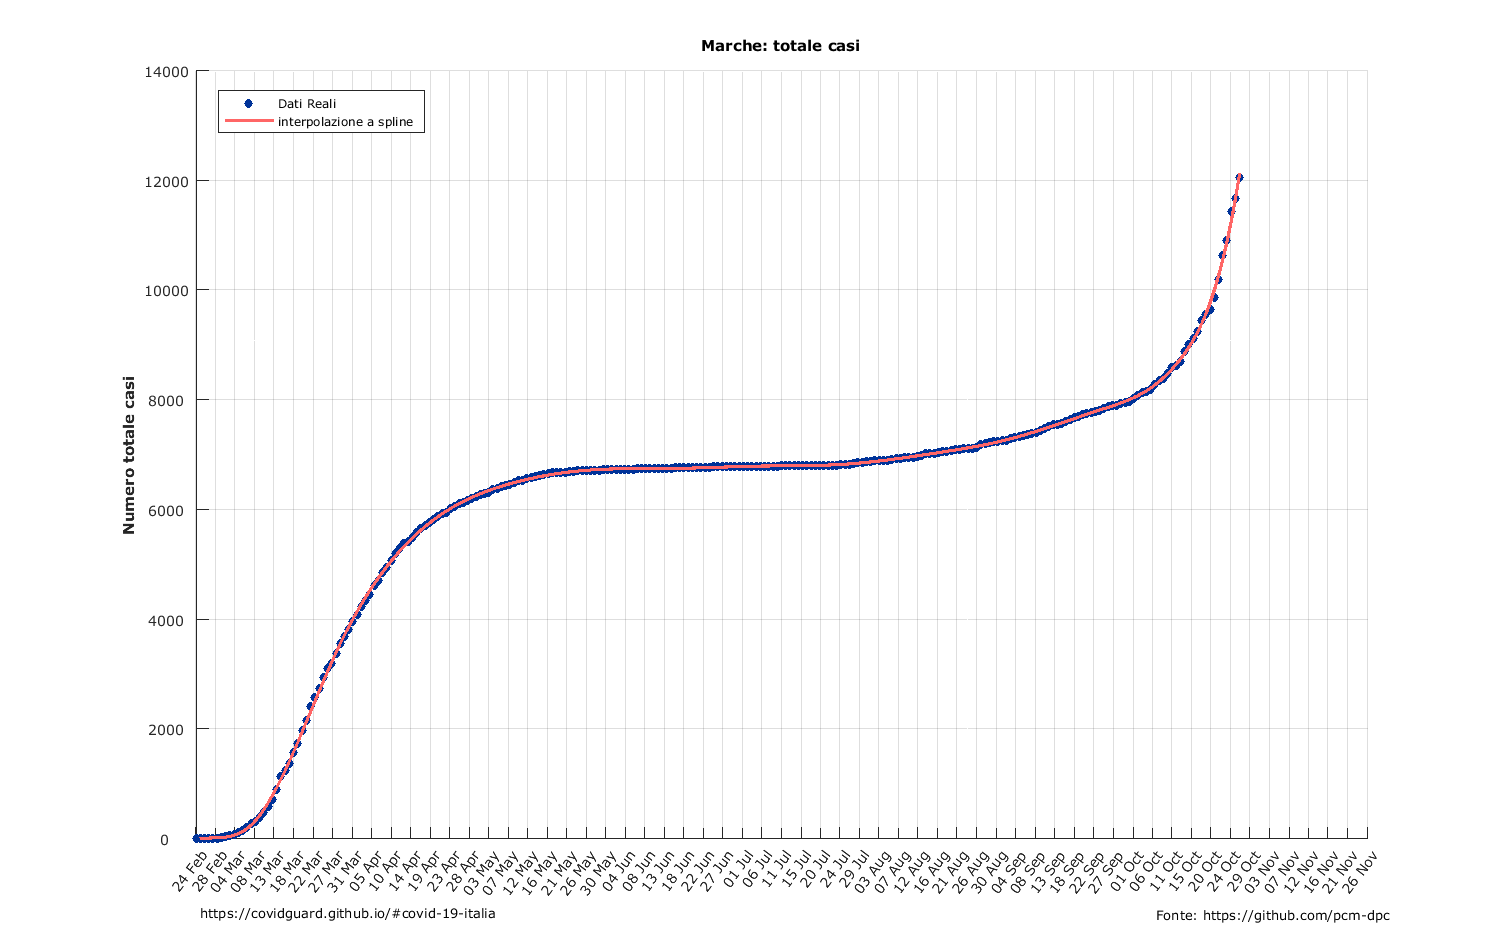 Marche: totale casi
14000
12000
10000
8000
6000
4000
2000
0
Numero totale casi
Dati Reali
interpolazione a spline
24 Feb
28 Feb
04 Mar
08 Mar
13 Mar
18 Mar
22 Mar
27 Mar
31 Mar
05 Apr
10 Apr
14 Apr
19 Apr
23 Apr
28 Apr
03 May
07 May
12 May
16 May
21 May
26 May
30 May
04 Jun
08 Jun
13 Jun
18 Jun
22 Jun
27 Jun
01 Jul
06 Jul
11 Jul
15 Jul
20 Jul
24 Jul
29 Jul
03 Aug
07 Aug
12 Aug
16 Aug
21 Aug
26 Aug
30 Aug
04 Sep
08 Sep
13 Sep
18 Sep
22 Sep
27 Sep
01 Oct
06 Oct
11 Oct
15 Oct
20 Oct
24 Oct
29 Oct
03 Nov
07 Nov
12 Nov
16 Nov
21 Nov
26 Nov
https://covidguard.github.io/#covid-19-italia
Fonte: https://github.com/pcm-dpc